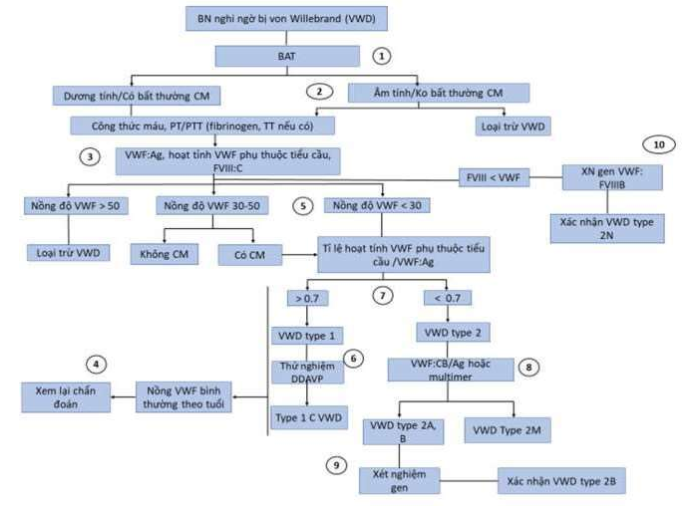 BN nghi ngờ bị von Willebrand (VWD)
BAT
1
Dương tính/Có bất thường CM
2
Âm tính/Ko bất thường CM
Công thức máu, PT/PTT (fibrinogen, TT nếu có)
Loại trừ VWD
3
VWF:Ag, hoạt tính VWF phụ thuộc tiểu cầu,
FVIII:C
10
FVIII < VWF
XN gen VWF:
FVIIIB
Nồng độ VWF > 50
Nồng độ VWF 30-50
5
Nồng độ VWF < 30
Xác nhận VWD type
2N
Loại trừ VWD
Không CM
Có CM
Tỉ lệ hoạt tính VWF phụ thuộc tiểu
cầu /VWF:Ag
> 0.7
7
< 0.7
VWD type 1
VWD type 2
4
Thử nghiệm
DDAVP
6
VWF:CB/Ag hoặc
multimer
8
Xem lại chẩn
đoán
Nồng VWF bình
thường theo tuổi
Type 1 C VWD
VWD type 2A,
B
VWD Type 2M
9
Xét nghiệm
gen
Xác nhận VWD type 2B